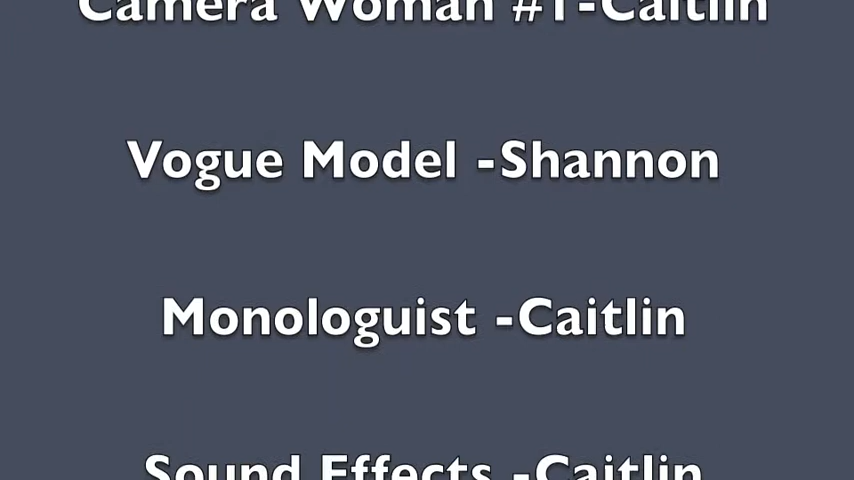 Camera Woman #1-Caitlin
Vogue Model -Shannon
Monologuist -Caitlin
Sound Effects -Caitlin